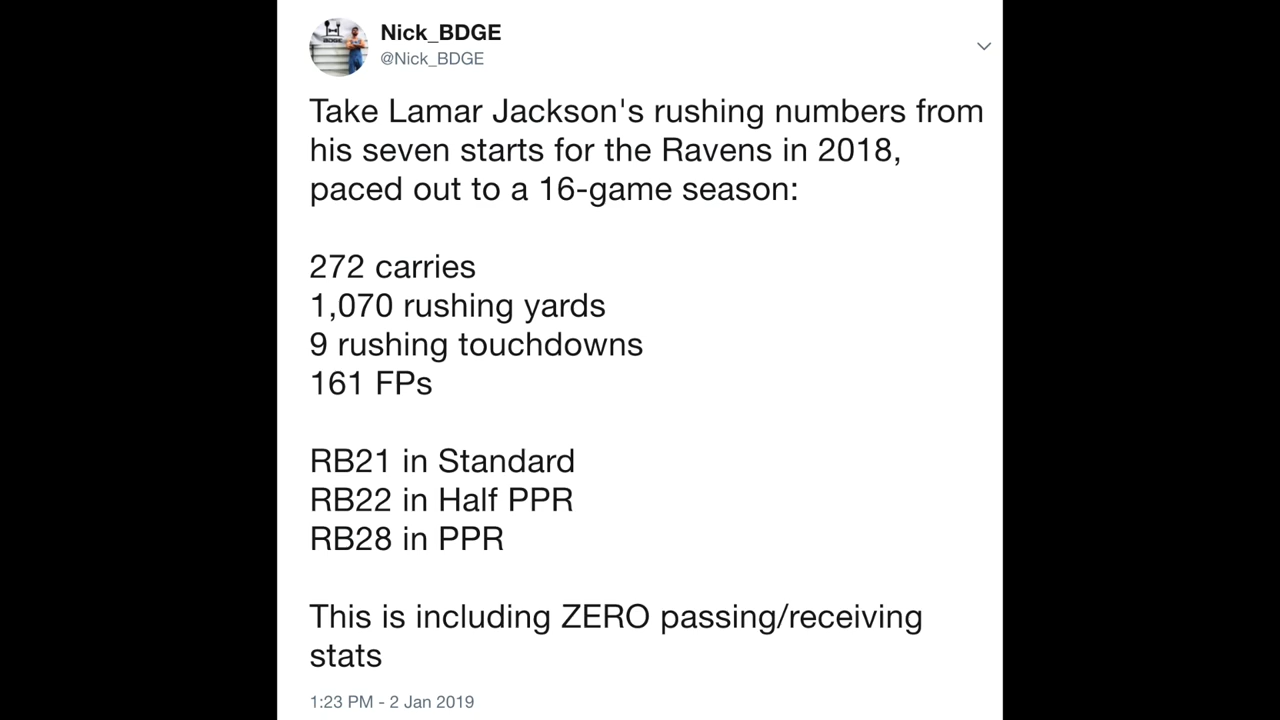 Nick_BDGE
@Nick_BDGE
Take Lamar Jackson's rushing numbers from
his seven starts for the Ravens in 2018,
paced out to a 16-game season:
272 carries
1,070 rushing yards
9 rushing touchdowns
161 FPs
RB21 in Standard
RB22 in Half PPR
RB28 in PPR
This is including ZERO passing/receiving
stats
1:23 PM - 2 Jan 2019